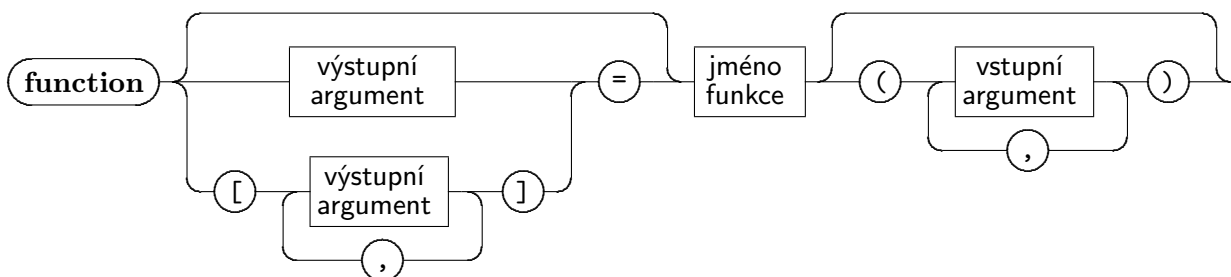 function
výstupní
argument
=
jméno
funkce
(
vstupní
argument
)
,
[
výstupní
argument
]
,